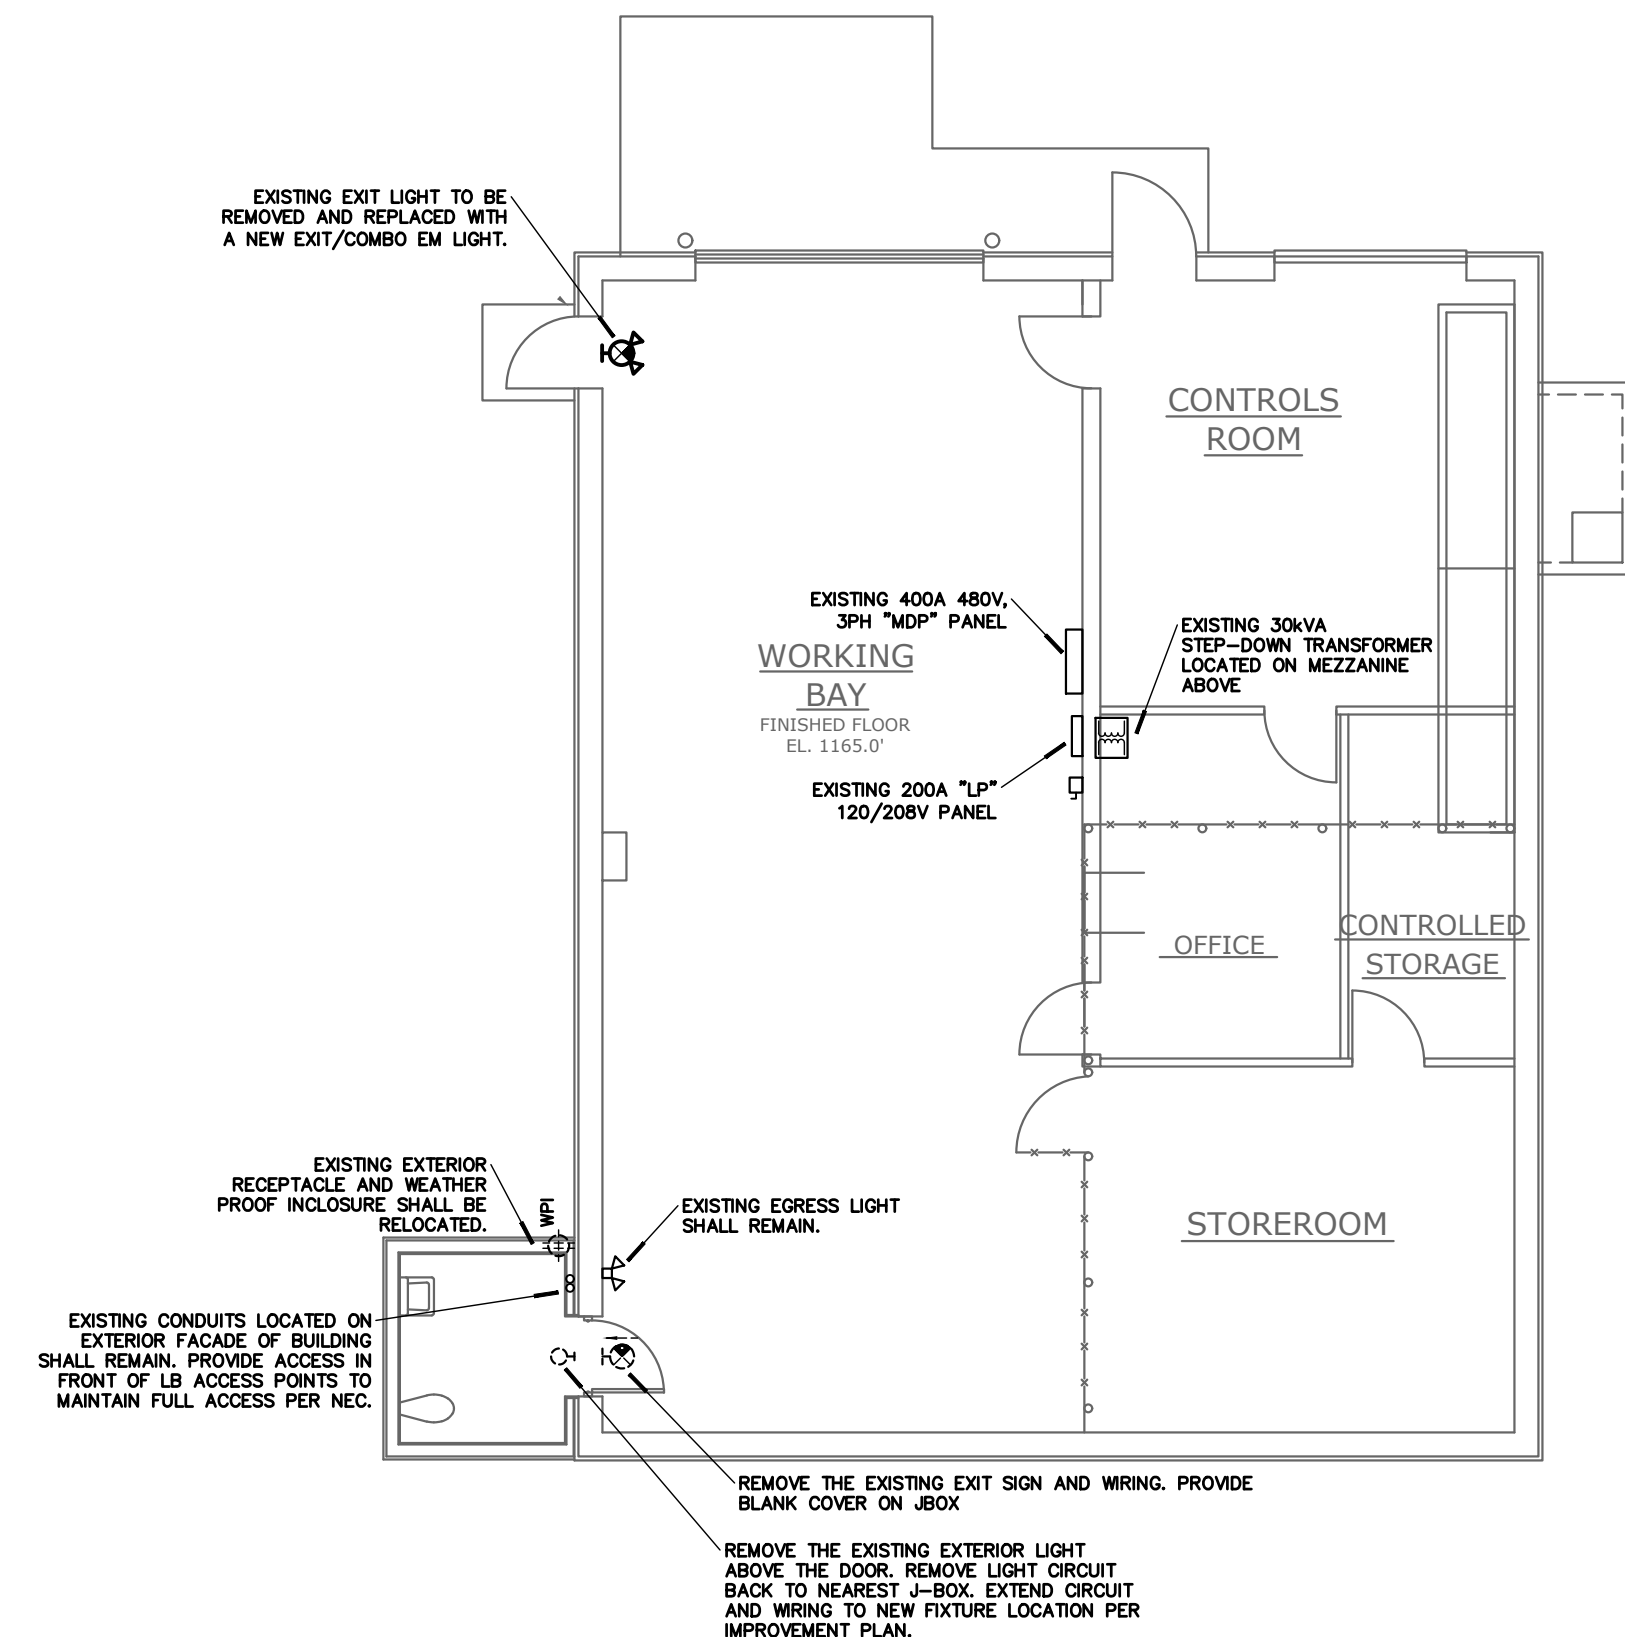 EXISTING EXIT LIGHT TO BE
REMOVED AND REPLACED WITH
A NEW EXIT/COMBO EM LIGHT.
CONTROLS
ROOM
EXISTING 400A 480V,
3PH "MDP" PANEL
EXISTING 30kVA
STEP-DOWN TRANSFORMER
LOCATED ON MEZZANINE
ABOVE
WORKING
BAY
FINISHED FLOOR
EL. 1165.0'
EXISTING 200A "LP"
120/208V PANEL
OFFICE
CONTROLLED
STORAGE
EXISTING EXTERIOR
RECEPTACLE AND WEATHER
PROOF INCLOSURE SHALL BE
RELOCATED.
WPI
EXISTING EGRESS LIGHT
SHALL REMAIN.
STOREROOM
EXISTING CONDUITS LOCATED ON
EXTERIOR FACADE OF BUILDING
SHALL REMAIN. PROVIDE ACCESS IN
FRONT OF LB ACCESS POINTS TO
MAINTAIN FULL ACCESS PER NEC.
REMOVE THE EXISTING EXIT SIGN AND WIRING. PROVIDE
BLANK COVER ON JBOX
REMOVE THE EXISTING EXTERIOR LIGHT
ABOVE THE DOOR. REMOVE LIGHT CIRCUIT
BACK TO NEAREST J-BOX. EXTEND CIRCUIT
AND WIRING TO NEW FIXTURE LOCATION PER
IMPROVEMENT PLAN.